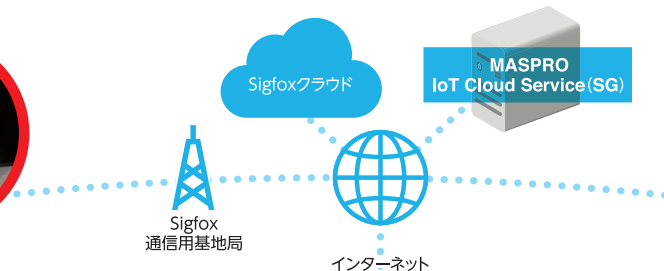 Sigfoxクラウド
MASPRO
IoT Cloud Service(SG)
Sigfox
通信用基地局
インターネット